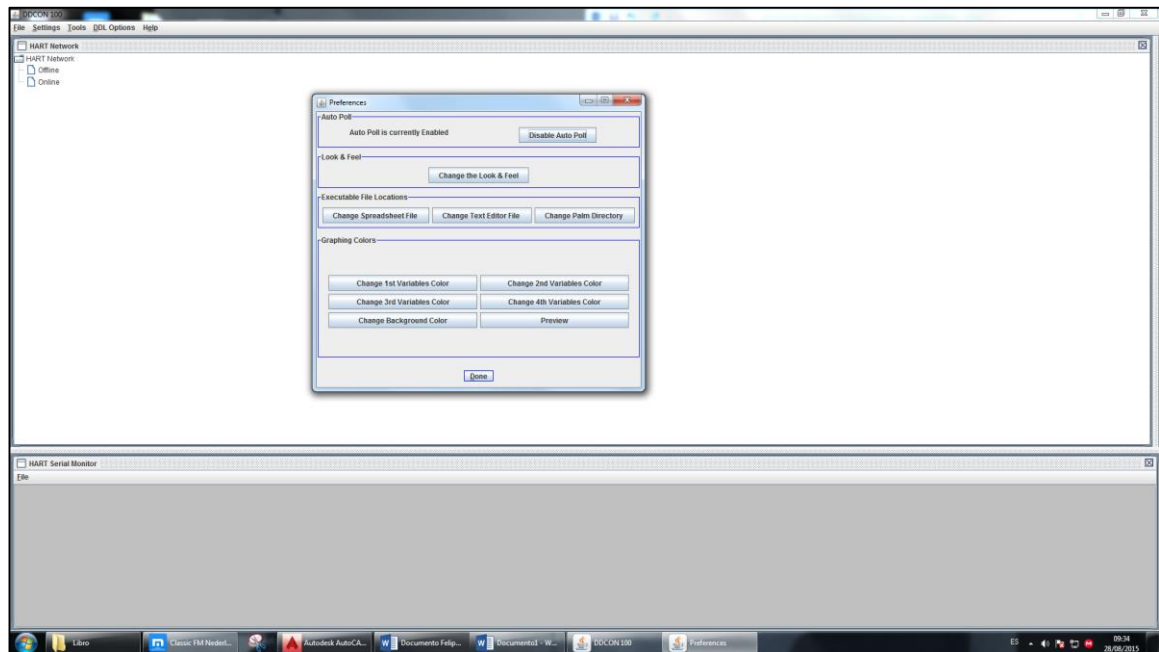 DDCON 100
File Settings Tools DDL Options Help
HART Network
HART Network
Offline
Online
Preferences
Auto Poll
Auto Poll is currently Enabled Disable Auto Poll
Look & Feel
Change the Look & Feel
Executable File Locations
Change Spreadsheet File Change Text Editor File Change Palm Directory
Graphing Colors
Change 1st Variables Color Change 2nd Variables Color
Change 3rd Variables Color Change 4th Variables Color
Change Background Color Preview
Done
HART Serial Monitor
File
Libro Classic FM Nederl... Autodesk AutoCA... Documento Felip... Documento1 - W... DDCON 100 Preferences ES 09:34
28/08/2015